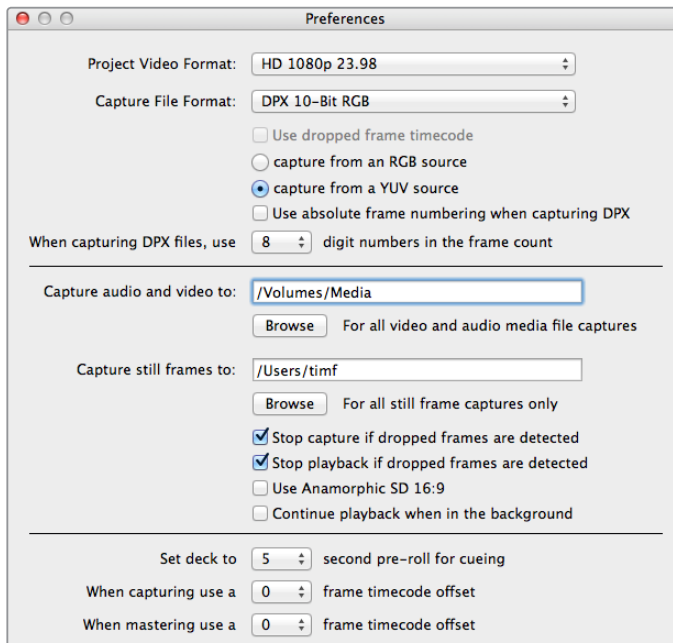 Preferences
Project Video Format: HD 1080p 23.98
Capture File Format: DPX 10-Bit RGB
Use dropped frame timecode
capture from an RGB source
capture from a YUV source
Use absolute frame numbering when capturing DPX
When capturing DPX files, use 8 digit numbers in the frame count
Capture audio and video to: /Volumes/Media
Browse For all video and audio media file captures
Capture still frames to: /Users/timf
Browse For all still frame captures only
Stop capture if dropped frames are detected
Stop playback if dropped frames are detected
Use Anamorphic SD 16:9
Continue playback when in the background
Set deck to 5 second pre-roll for cueing
When capturing use a 0 frame timecode offset
When mastering use a 0 frame timecode offset